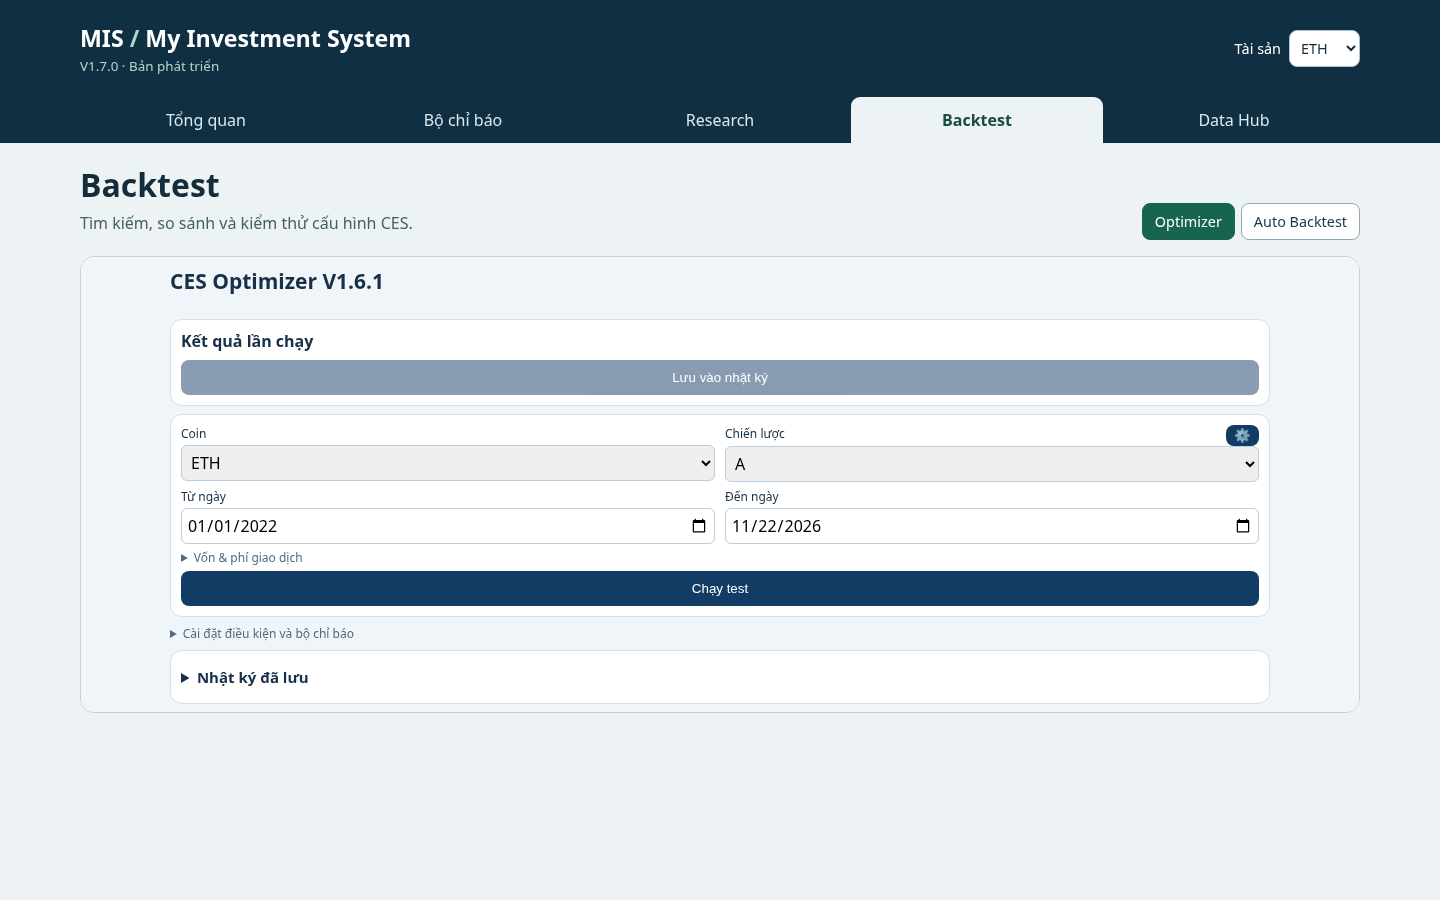 MIS / My Investment System
V1.7.0 · Bản phát triển
Tài sản
ETH
Tổng quan
Bộ chỉ báo
Research
Backtest
Data Hub
Backtest
Tìm kiếm, so sánh và kiểm thử cấu hình CES.
Optimizer
Auto Backtest
CES Optimizer V1.6.1
Kết quả lần chạy
Lưu vào nhật ký
Coin
ETH
Chiến lược
A
Từ ngày
01/01/2022
Đến ngày
11/22/2026
Vốn & phí giao dịch
Chạy test
Cài đặt điều kiện và bộ chỉ báo
Nhật ký đã lưu